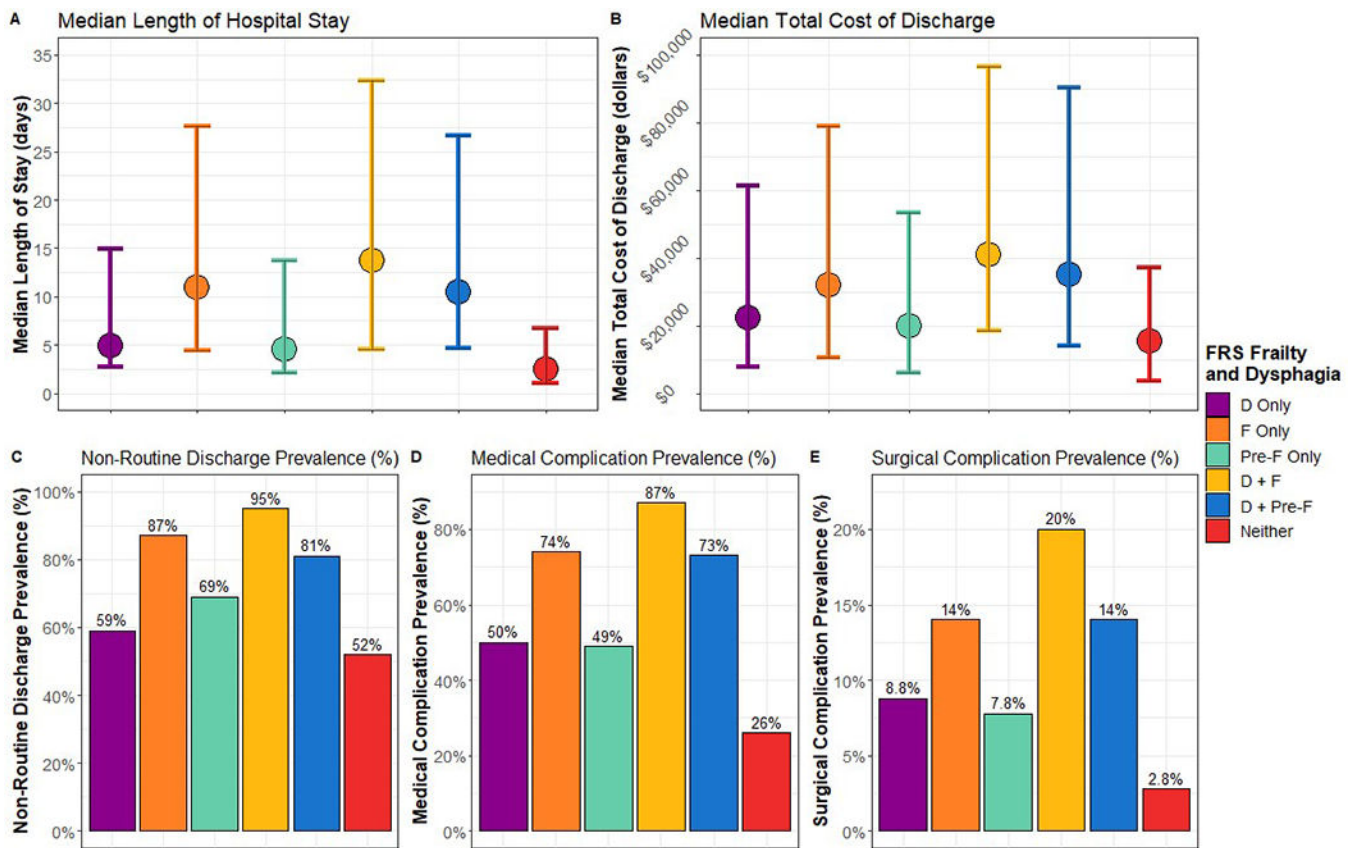 A Median Length of Hospital Stay
Median Length of Stay (days)
35
30
25
20
15
10
5
0
B Median Total Cost of Discharge
Median Total Cost of Discharge (dollars)
$100,000
$80,000
$60,000
$40,000
$20,000
$0
FRS Frailty
and Dysphagia
D Only
F Only
Pre-F Only
D + F
D + Pre-F
Neither
C Non-Routine Discharge Prevalence (%)
Non-Routine Discharge Prevalence (%)
100%
80%
60%
40%
20%
0%
59%
87%
69%
95%
81%
52%
D Medical Complication Prevalence (%)
Medical Complication Prevalence (%)
80%
60%
40%
20%
0%
50%
74%
49%
87%
73%
26%
E Surgical Complication Prevalence (%)
Surgical Complication Prevalence (%)
20%
15%
10%
5%
0%
8.8%
14%
7.8%
20%
14%
2.8%